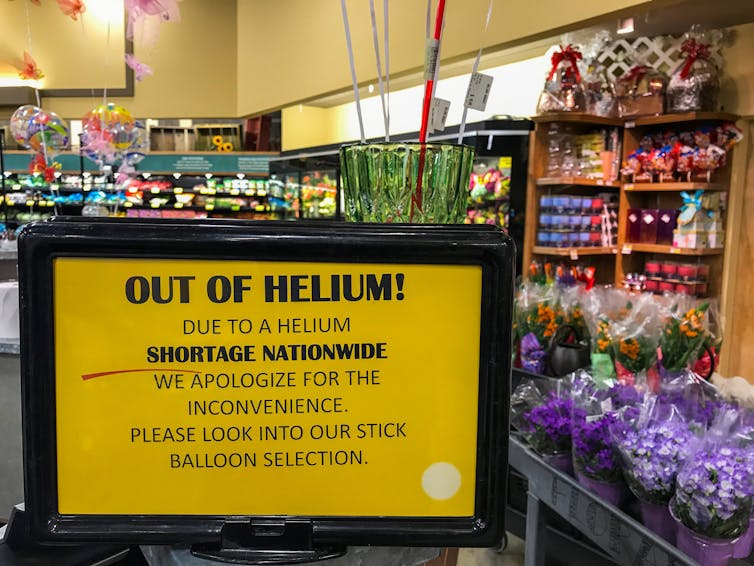 OUT OF HELIUM!
DUE TO A HELIUM
SHORTAGE NATIONWIDE
WE APOLOGIZE FOR THE
INCONVENIENCE.
PLEASE LOOK INTO OUR STICK
BALLOON SELECTION.